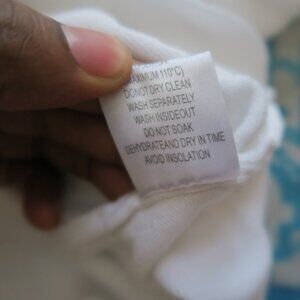 (MAXIMUM 110°C)
DO NOT DRY CLEAN
WASH SEPARATELY
WASH INSIDEOUT
DO NOT SOAK
DEHYDRATEAND DRY IN TIME
AVOID INSOLATION